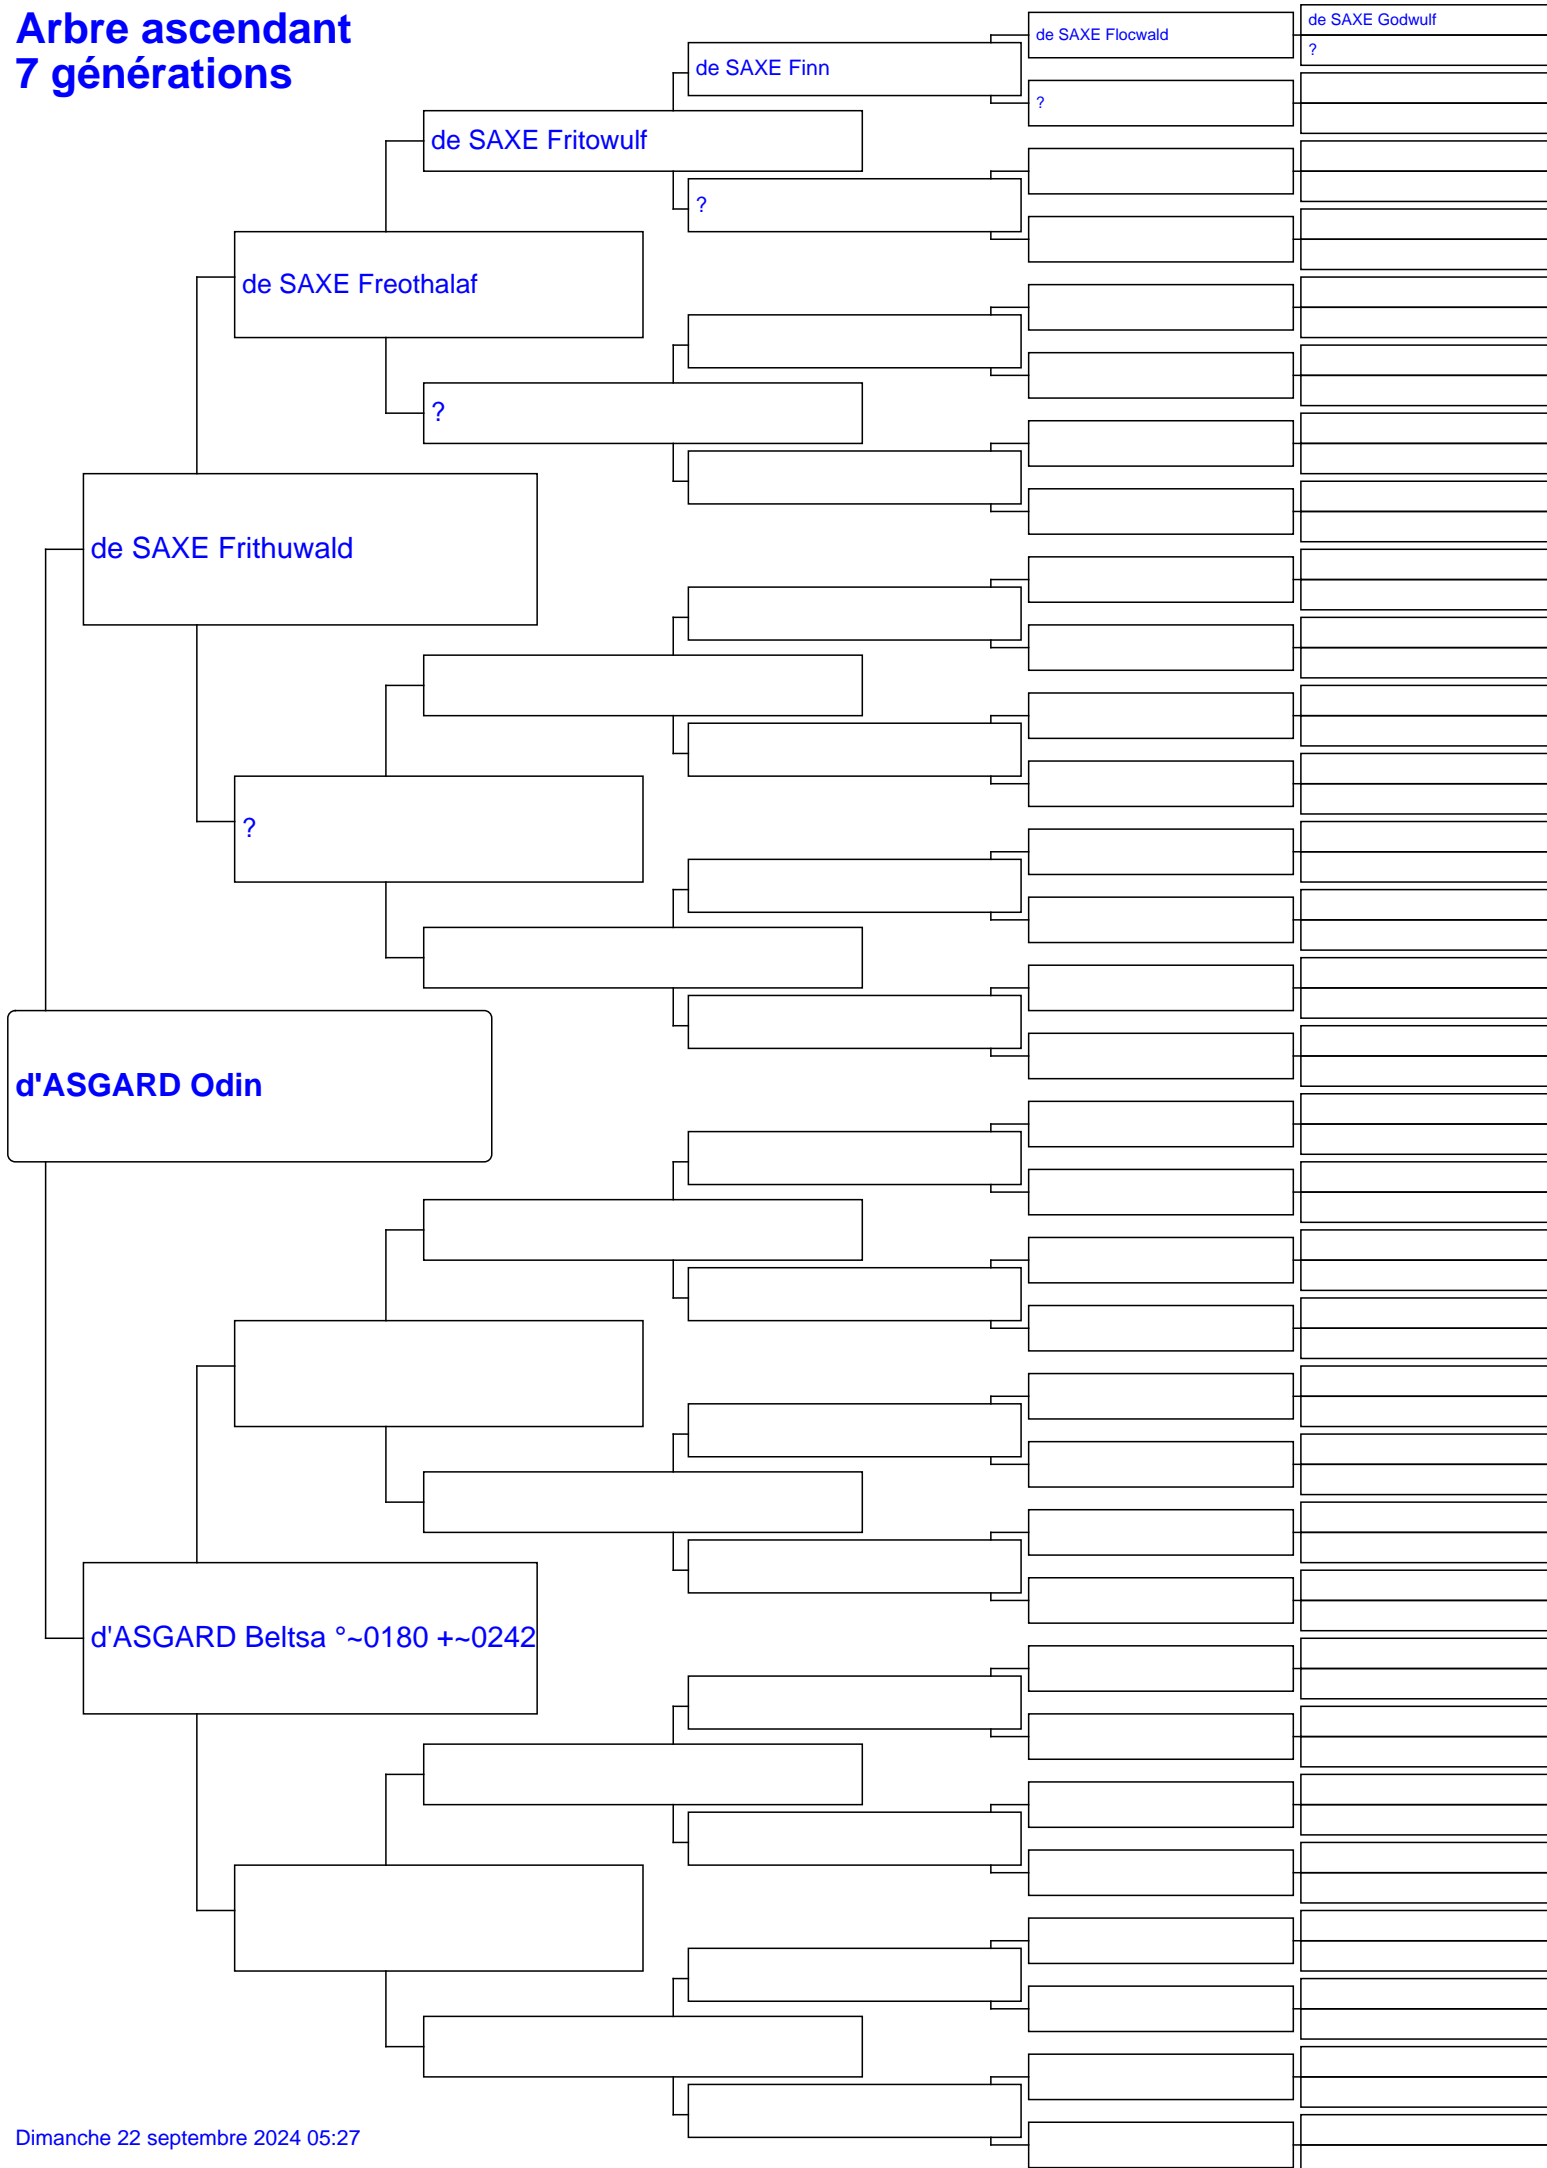 Arbre ascendant
7 générations
de SAXE Godwulf
?
de SAXE Flocwald
?
de SAXE Finn
?
de SAXE Fritowulf
?
de SAXE Freothalaf
?
de SAXE Frithuwald
d'ASGARD Odin
d'ASGARD Beltsa °~0180 +~0242
Dimanche 22 septembre 2024 05:27